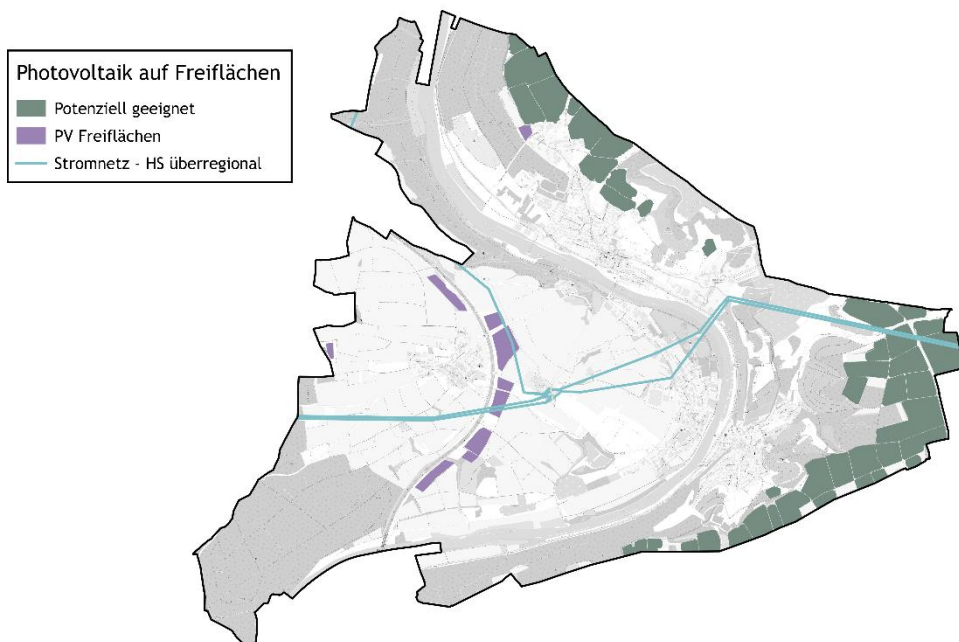 Photovoltaik auf Freiflächen
Potenziell geeignet
PV Freiflächen
Stromnetz - HS überregional